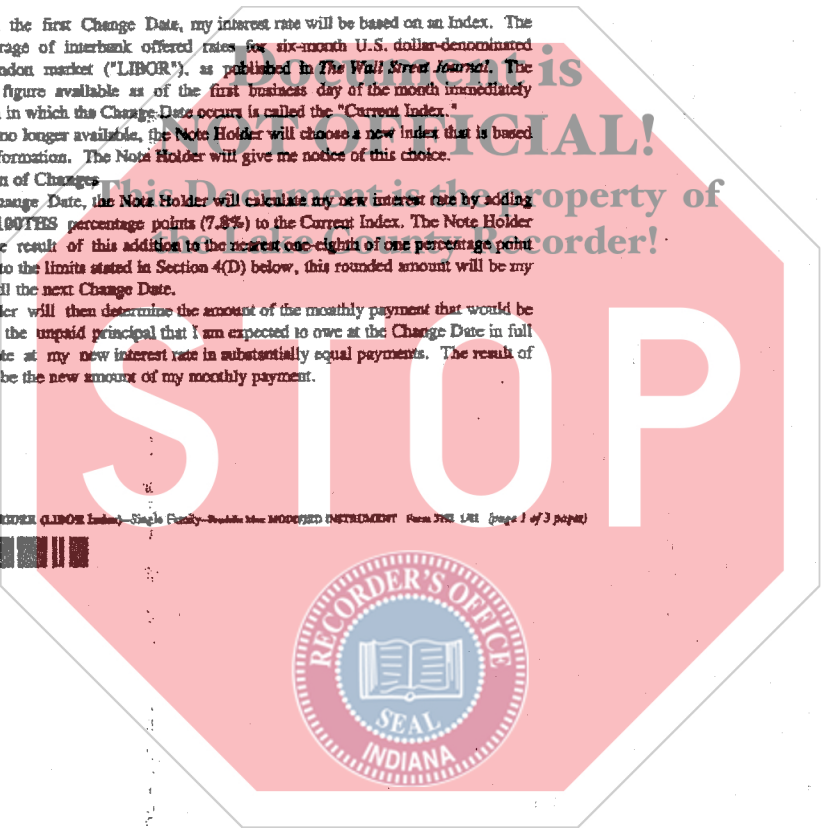 the first Change Date, my interest rate will be based on an Index. The
rage of interbank offered rates for six-month U.S. dollar-denominated
ndon market ("LIBOR"), as published in The Wall Street Journal. The
figure available as of the first business day of the month immediately
in which the Change Date occurs is called the "Current Index."
no longer available, the Note Holder will choose a new index that is based
formation. The Note Holder will give me notice of this choice.
n of Changes
hange Date, the Note Holder will calculate my new interest rate by adding
100THS percentage points (7.8%) to the Current Index. The Note Holder
e result of this addition to the nearest one-eighth of one percentage point
to the limits stated in Section 4(D) below, this rounded amount will be my
il the next Change Date.
der will then determine the amount of the monthly payment that would be
the unpaid principal that I am expected to owe at the Change Date in full
te at my new interest rate in substantially equal payments. The result of
be the new amount of my monthly payment.
Document is
NOT OFFICIAL!
This Document is the property of
the Lake County Recorder!
STOP
RIDER (LIBOR Index)—Single Family— MODIFIED INSTRUMENT Form (page 1 of 3 pages)
RECORDER'S OFFICE
SEAL
INDIANA